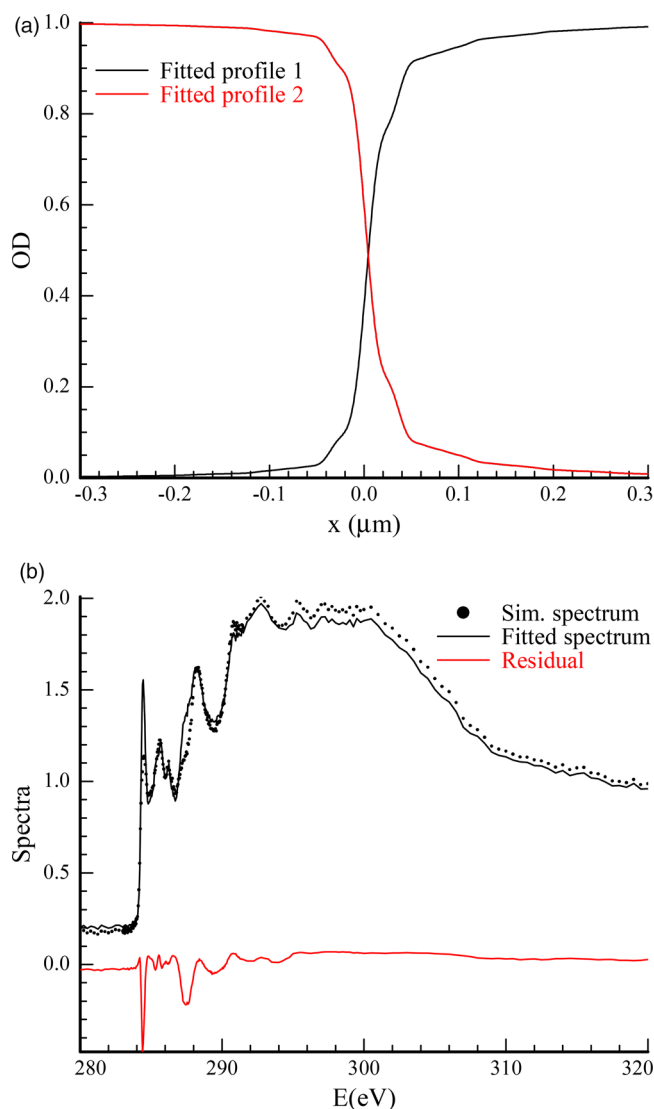 (a)
1.0
0.8
0.6
0.4
0.2
0.0
OD
Fitted profile 1
Fitted profile 2
-0.3
-0.2
-0.1
0.0
0.1
0.2
0.3
x (μm)
(b)
2.0
1.5
1.0
0.5
0.0
Spectra
Sim. spectrum
Fitted spectrum
Residual
280
290
300
310
320
E(eV)